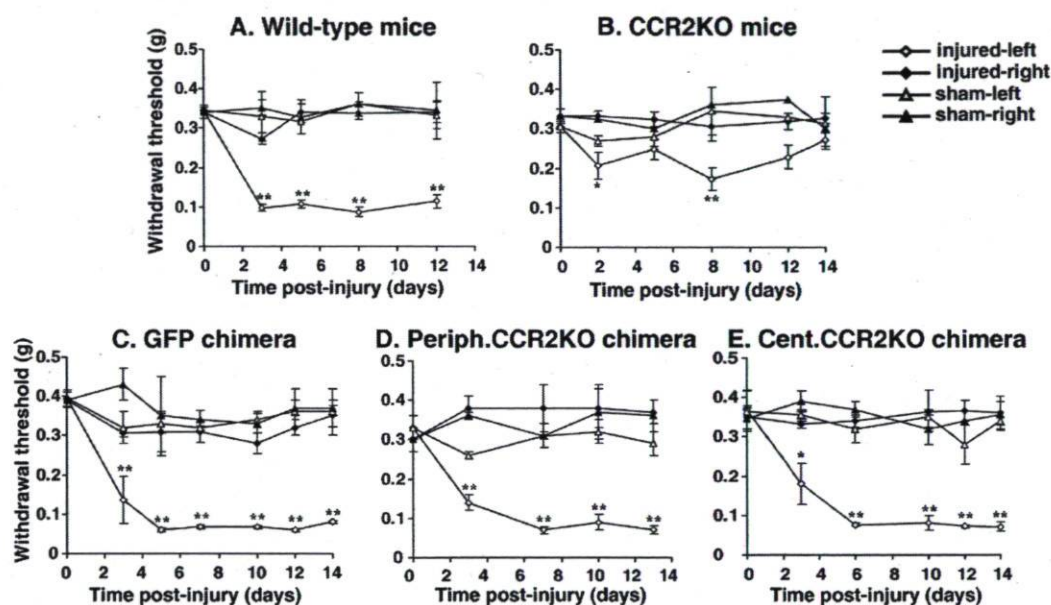 A. Wild-type mice
Withdrawal threshold (g)
0.5
0.4
0.3
0.2
0.1
0
** ** ** **
0 2 4 6 8 10 12 14
Time post-injury (days)
B. CCR2KO mice
0.5
0.4
0.3
0.2
0.1
0
* **
0 2 4 6 8 10 12 14
Time post-injury (days)
injured-left
injured-right
sham-left
sham-right
C. GFP chimera
Withdrawal threshold (g)
0.5
0.4
0.3
0.2
0.1
0
** ** ** ** ** **
0 2 4 6 8 10 12 14
Time post-injury (days)
D. Periph.CCR2KO chimera
0.5
0.4
0.3
0.2
0.1
0
** ** ** **
0 2 4 6 8 10 12 14
Time post-injury (days)
E. Cent.CCR2KO chimera
0.5
0.4
0.3
0.2
0.1
0
* ** ** ** **
0 2 4 6 8 10 12 14
Time post-injury (days)